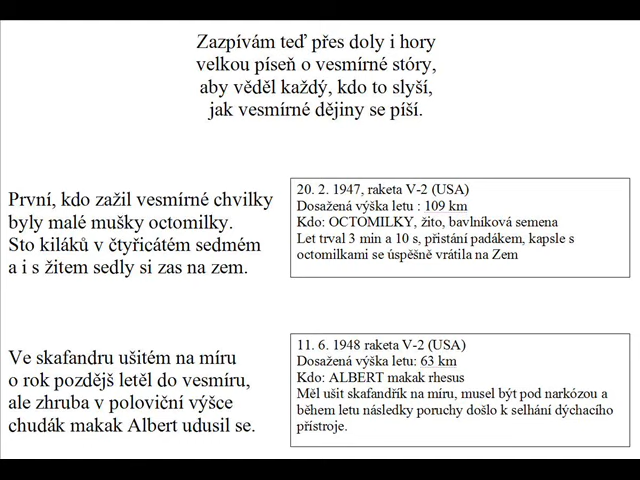 Zazpívám teď přes doly i hory
velkou píseň o vesmírné stóry,
aby věděl každý, kdo to slyší,
jak vesmírné dějiny se píší.
První, kdo zažil vesmírné chvilky
byly malé mušky octomilky.
Sto kiláků v čtyřicátém sedmém
a i s žitem sedly si zas na zem.
20. 2. 1947, raketa V-2 (USA)
Dosažená výška letu : 109 km
Kdo: OCTOMILKY, žito, bavlníková semena
Let trval 3 min a 10 s, přistání padákem, kapsle s
octomilkami se úspěšně vrátila na Zem
Ve skafandru ušitém na míru
o rok pozdějš letěl do vesmíru,
ale zhruba v poloviční výšce
chudák makak Albert udusil se.
11. 6. 1948 raketa V-2 (USA)
Dosažená výška letu: 63 km
Kdo: ALBERT makak rhesus
Měl ušit skafandřík na míru, musel být pod narkózou a
během letu následky poruchy došlo k selhání dýchacího
přístroje.